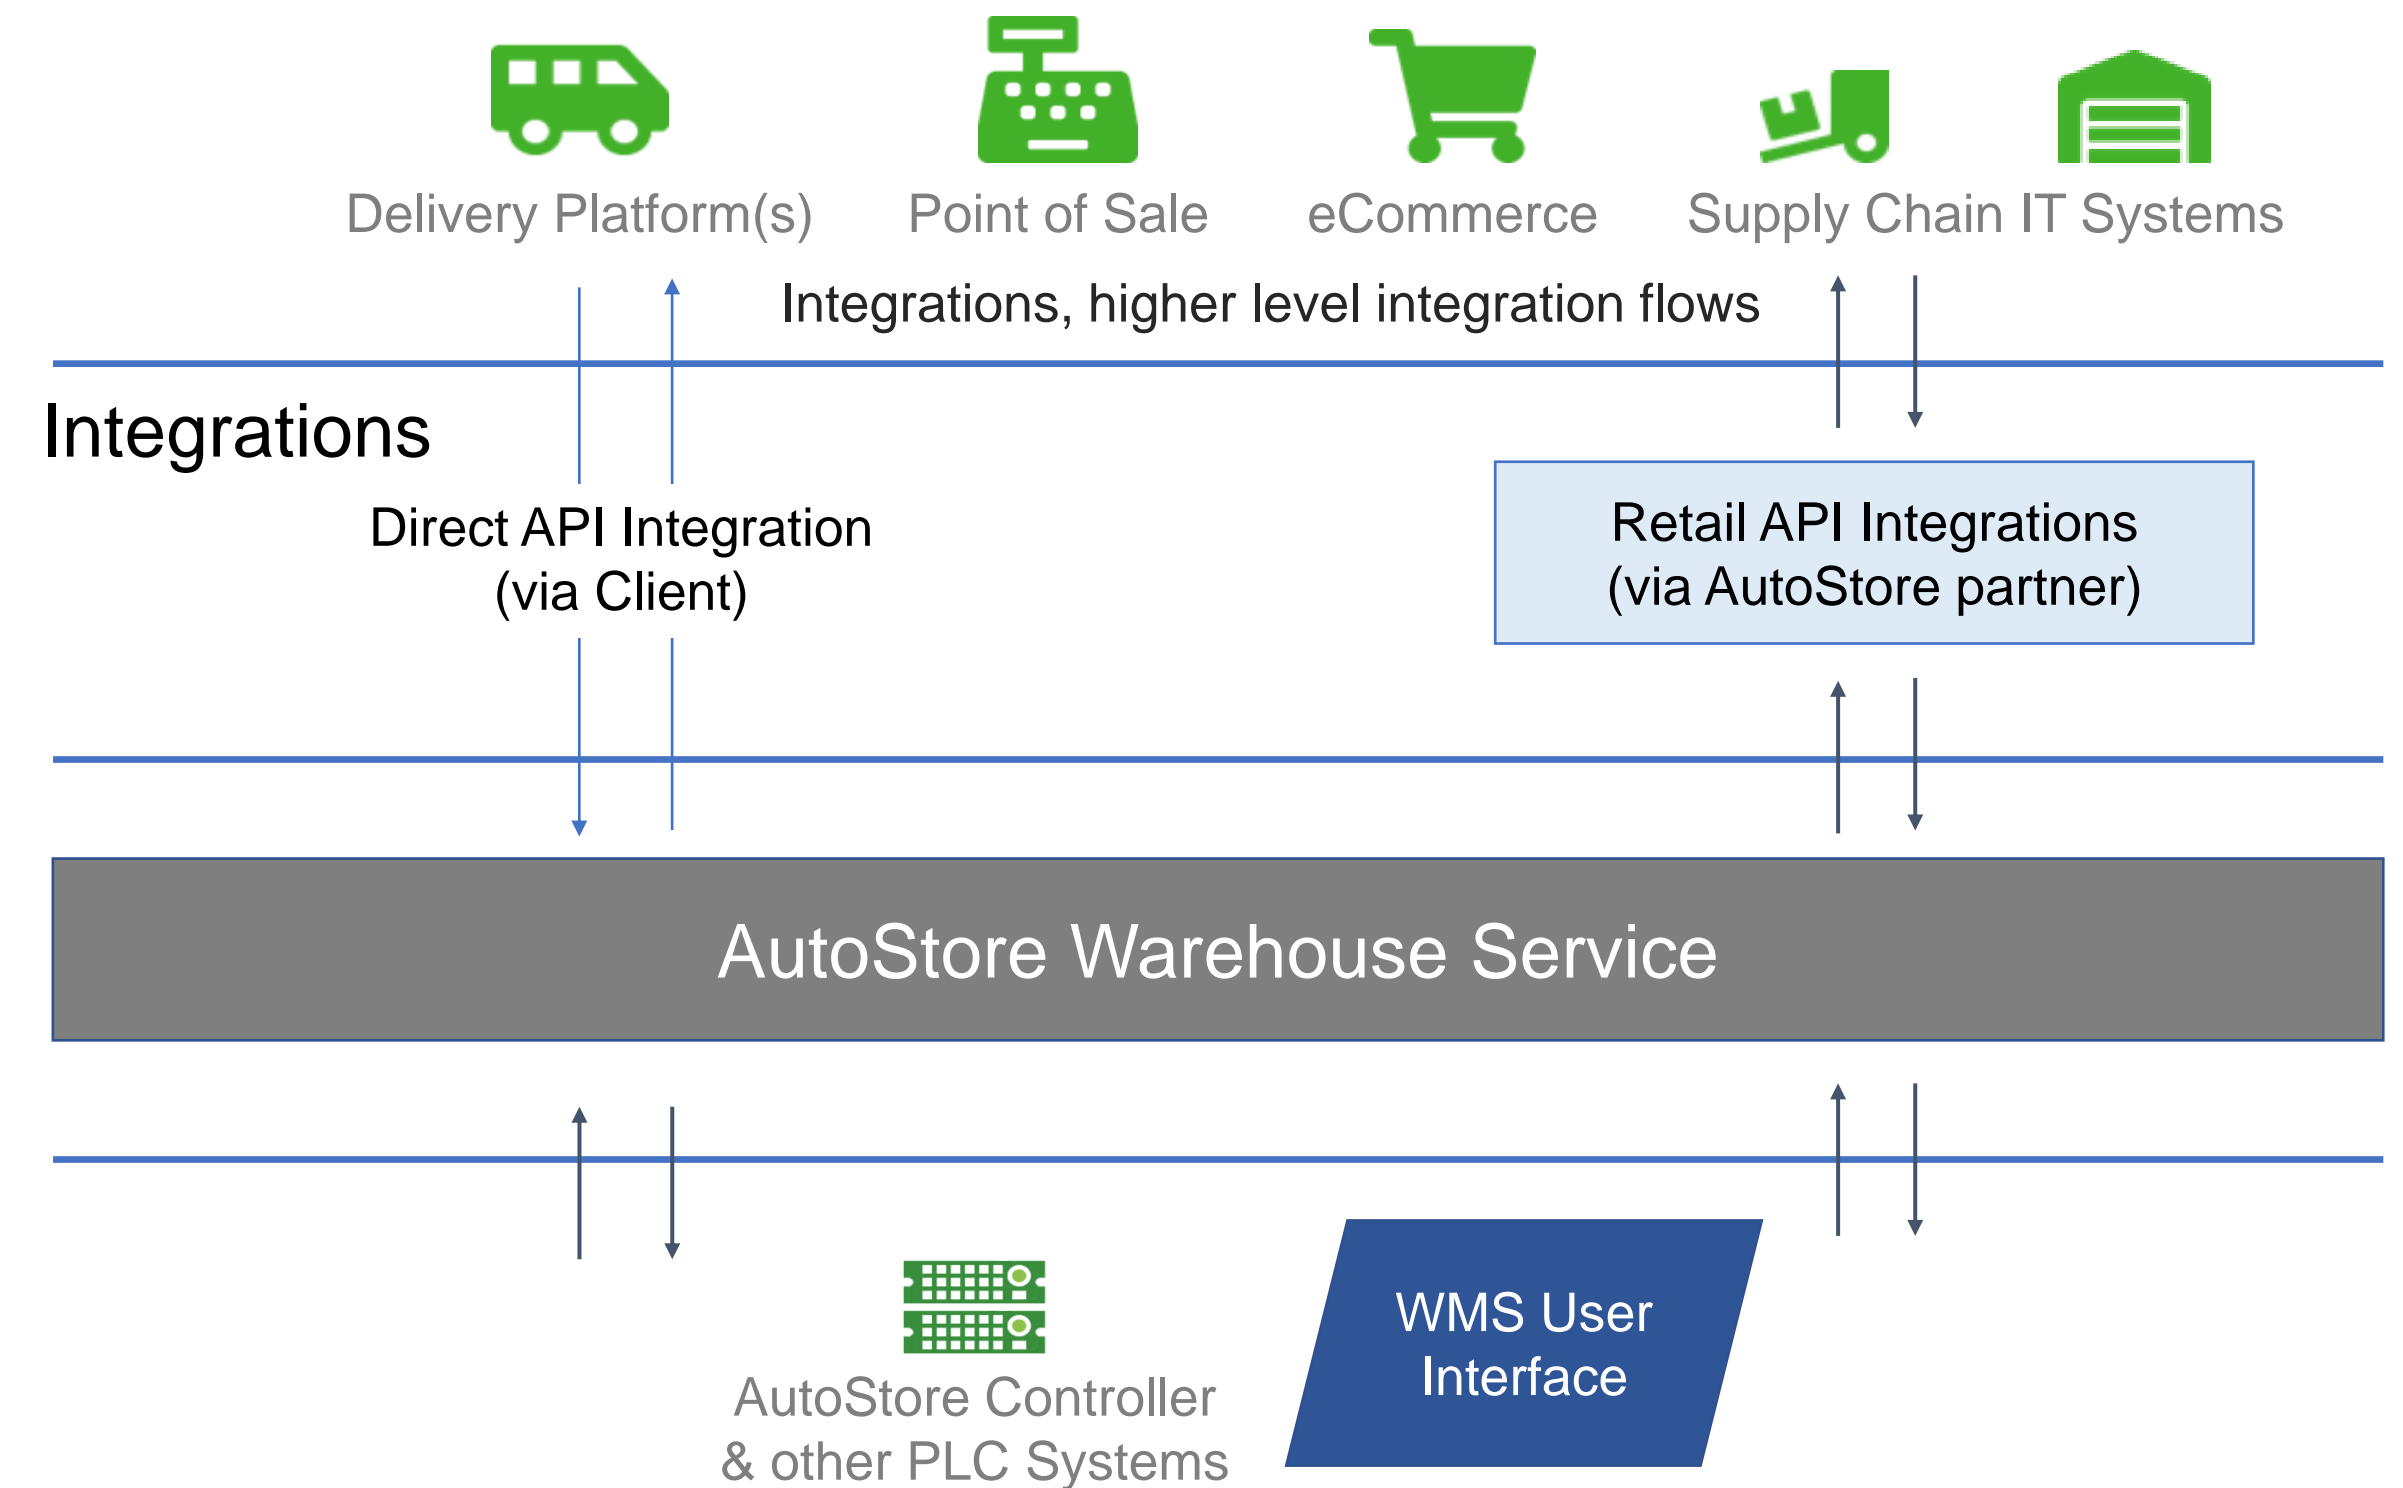 Delivery Platform(s)
Point of Sale
eCommerce
Supply Chain IT Systems
Integrations, higher level integration flows
Integrations
Direct API Integration
(via Client)
Retail API Integrations
(via AutoStore partner)
AutoStore Warehouse Service
AutoStore Controller
& other PLC Systems
WMS User
Interface